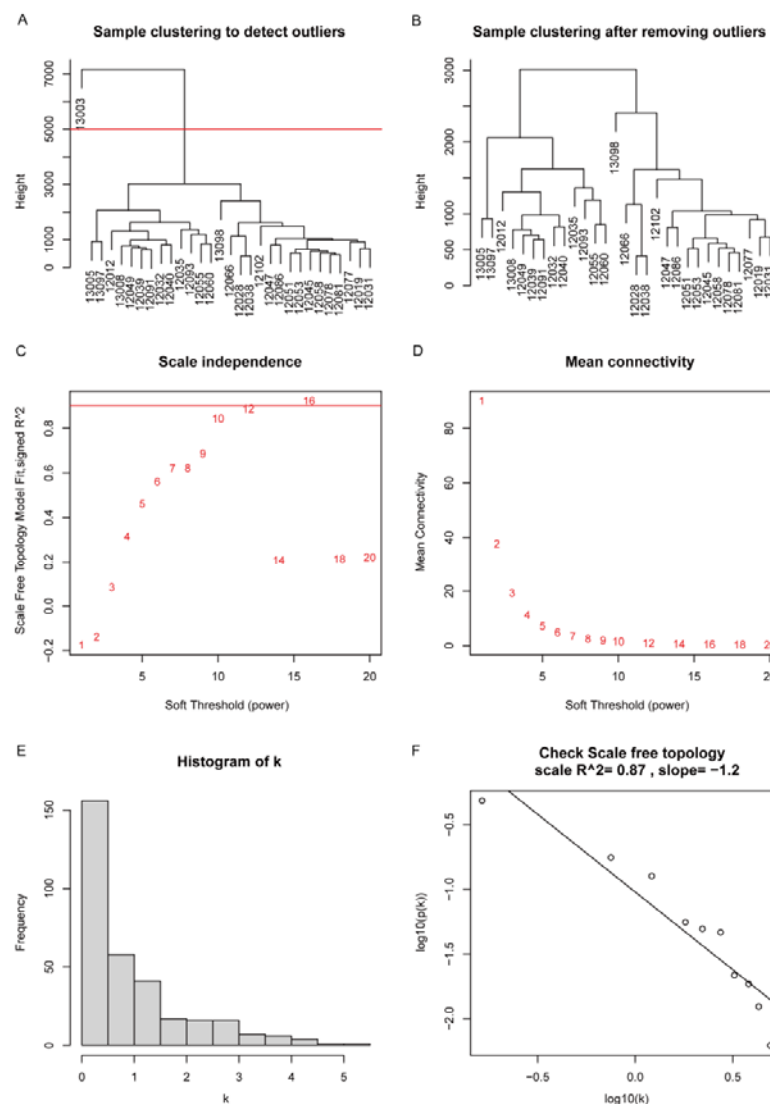 A
Sample clustering to detect outliers
Height
0 1000 2000 3000 4000 5000 7000
13003
13005
13097
12012
13008
12049
12039
12091
12032
12040
12035
12093
12055
12060
13098
12066
12028
12038
12102
12047
12086
12051
12053
12045
12058
12078
12081
12077
12019
12031
B
Sample clustering after removing outliers
Height
0 500 1000 2000 3000
13005
13097
12012
13008
12049
12039
12091
12032
12040
12035
12093
12055
12060
13098
12066
12028
12038
12102
12047
12086
12051
12053
12045
12058
12078
12081
12077
12019
12031
C
Scale independence
Scale Free Topology Model Fit,signed R^2
−0.2 0.0 0.2 0.4 0.6 0.8
1 2 3 4 5 6 7 8 9 10 12 14 16 18 20
5 10 15 20
Soft Threshold (power)
D
Mean connectivity
Mean Connectivity
0 20 40 60 80
1 2 3 4 5 6 7 8 9 10 12 14 16 18
5 10 15 20
Soft Threshold (power)
E
Histogram of k
Frequency
0 50 100 150
0 1 2 3 4 5
k
F
Check Scale free topology
scale R^2= 0.87 , slope= −1.2
log10(p(k))
−2.0 −1.5 −1.0 −0.5
−0.5 0.0 0.5
log10(k)